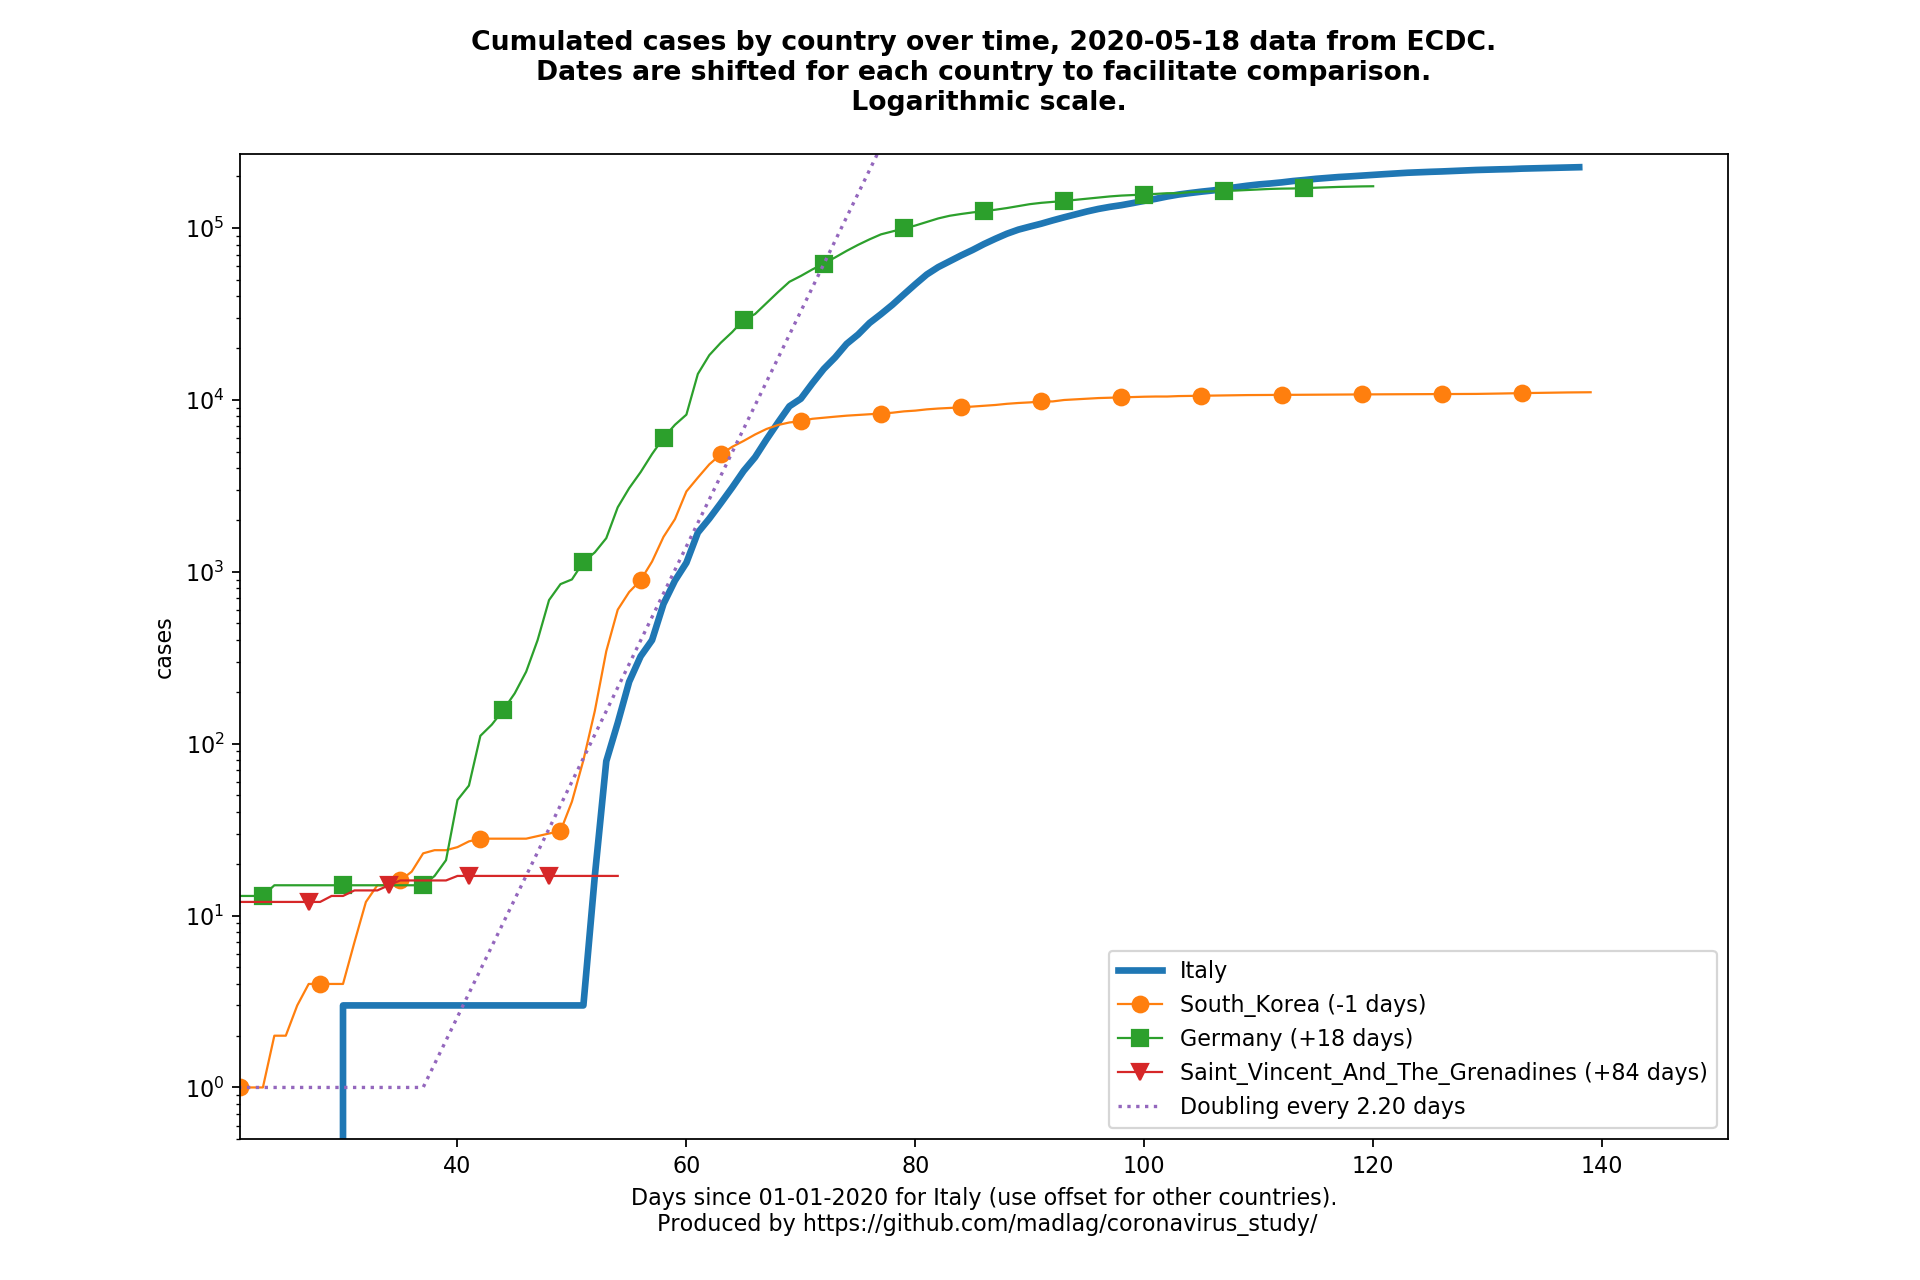 Cumulated cases by country over time, 2020-05-18 data from ECDC.
Dates are shifted for each country to facilitate comparison.
Logarithmic scale.
10^5
10^4
10^3
10^2
10^1
10^0
cases
Italy
South_Korea (-1 days)
Germany (+18 days)
Saint_Vincent_And_The_Grenadines (+84 days)
Doubling every 2.20 days
40 60 80 100 120 140
Days since 01-01-2020 for Italy (use offset for other countries).
Produced by https://github.com/madlag/coronavirus_study/